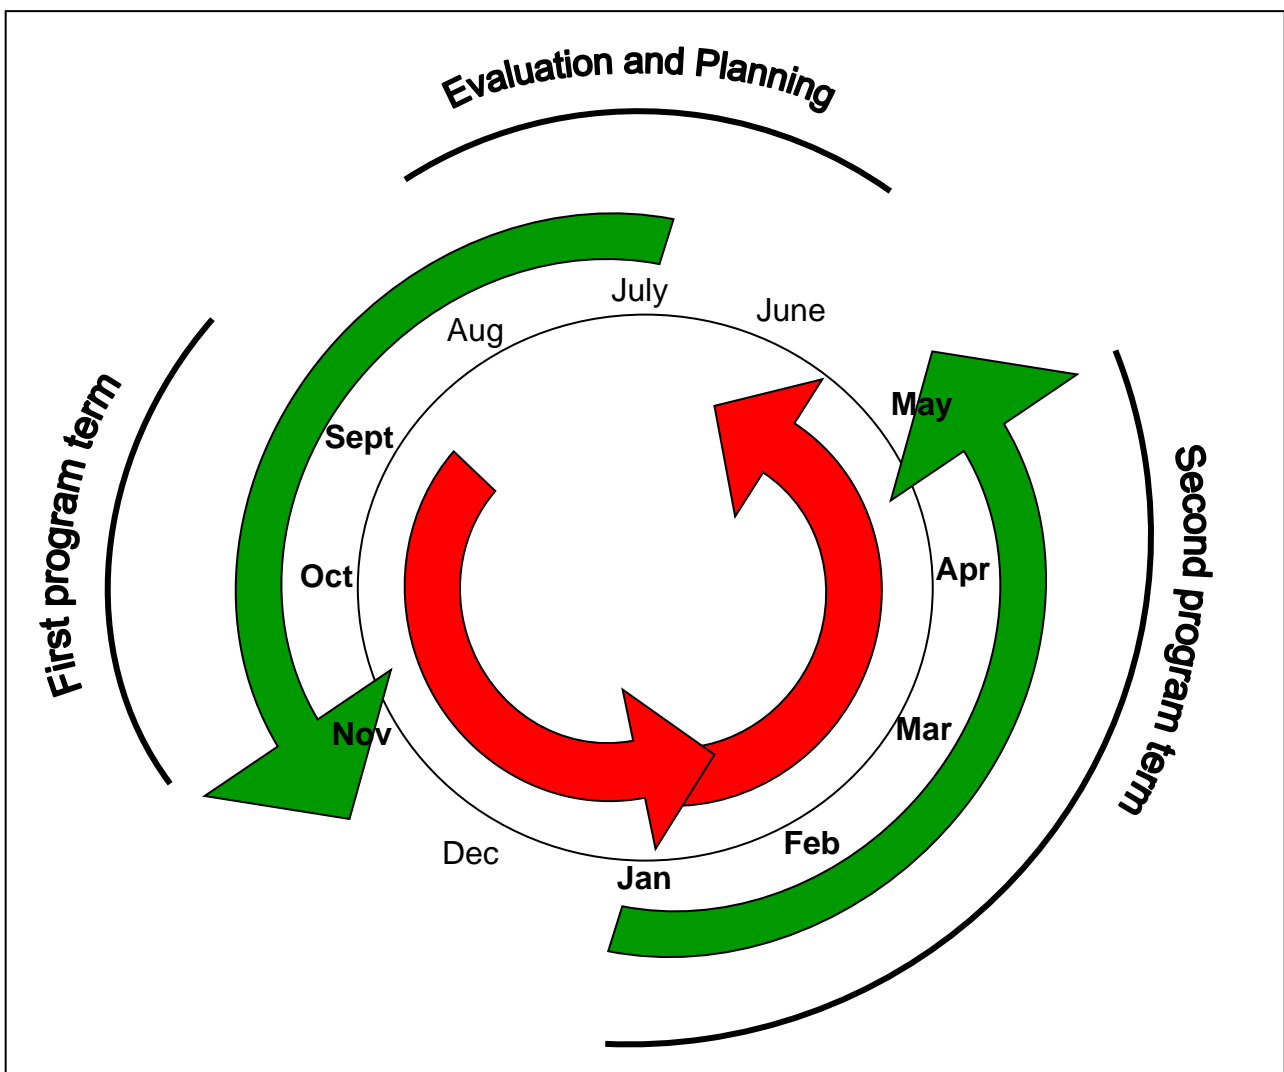 Evaluation and Planning
July
June
Aug
May
Sept
First program term
Second program term
Oct
Apr
Nov
Mar
Dec
Feb
Jan